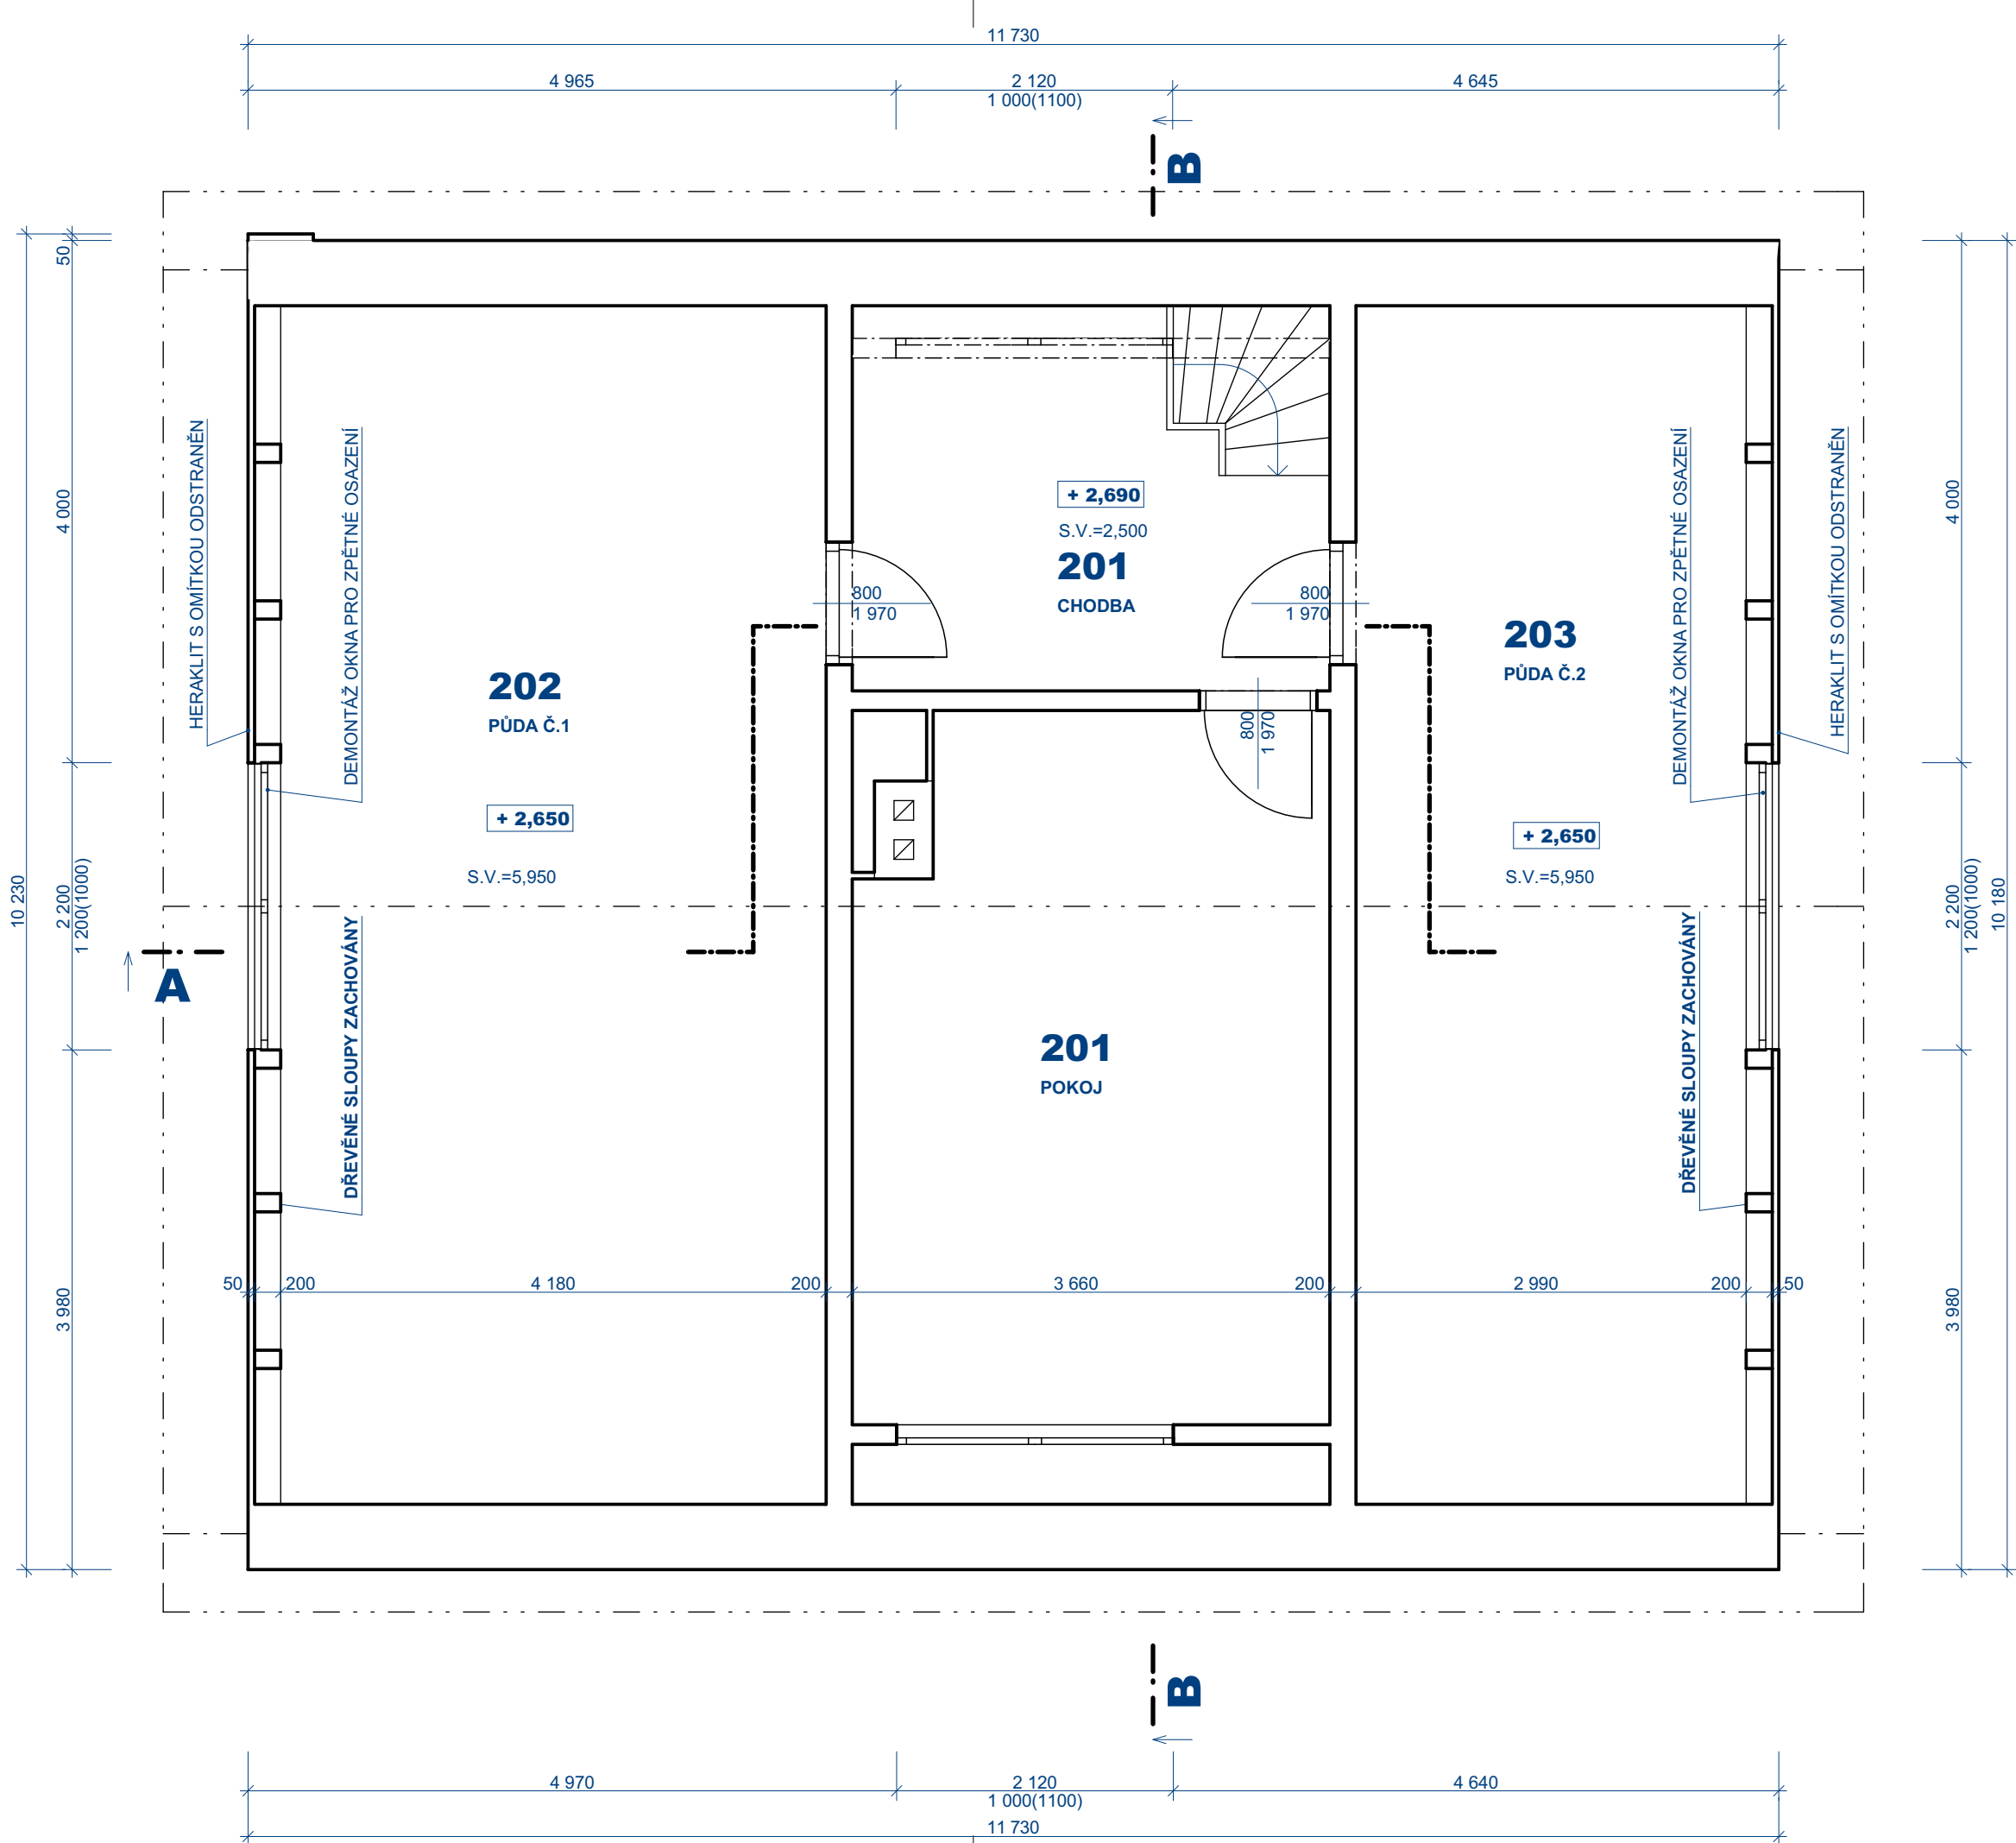 11 730
4 965
2 120
4 645
1 000(1100)
B
50
4 000
10 230
2 200
1 200(1000)
3 980
HERAKLIT S OMÍTKOU ODSTRANĚN
DEMONTÁŽ OKNA PRO ZPĚTNÉ OSAZENÍ
+ 2,690
S.V.=2,500
201
CHODBA
800
1 970
800
1 970
800
1 970
202
PŮDA Č.1
+ 2,650
S.V.=5,950
203
PŮDA Č.2
+ 2,650
S.V.=5,950
DEMONTÁŽ OKNA PRO ZPĚTNÉ OSAZENÍ
HERAKLIT S OMÍTKOU ODSTRANĚN
4 000
2 200
1 200(1000)
10 180
3 980
A
DŘEVĚNÉ SLOUPY ZACHOVÁNY
201
POKOJ
DŘEVĚNÉ SLOUPY ZACHOVÁNY
50
200
4 180
200
3 660
200
2 990
200
50
B
4 970
2 120
4 640
1 000(1100)
11 730